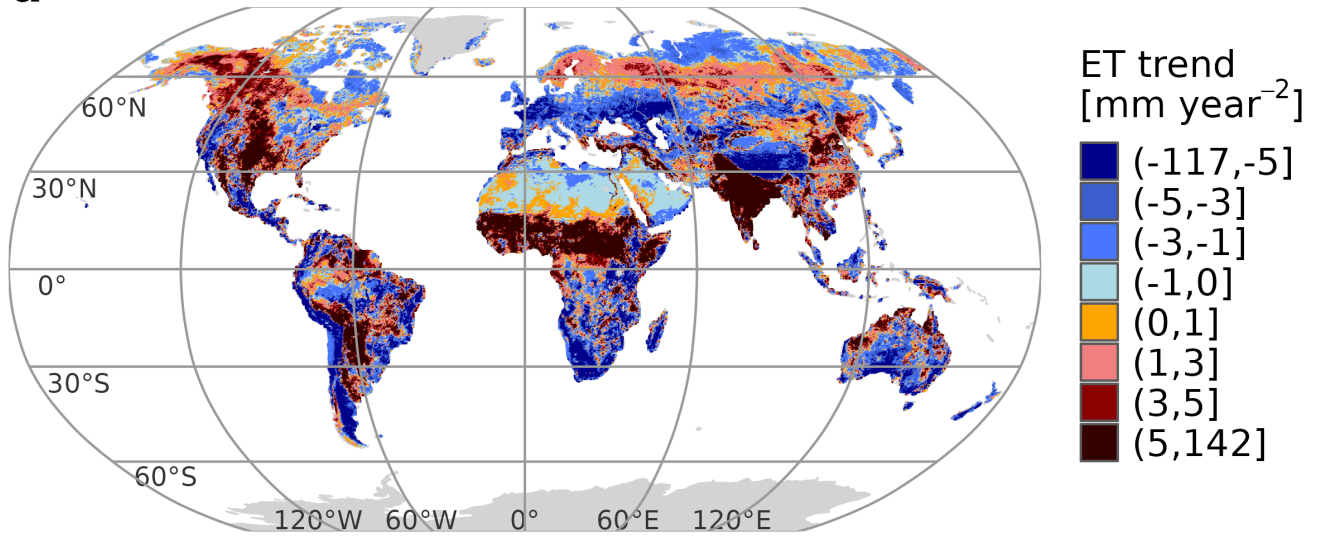 60°N
30°N
0°
30°S
60°S
120°W 60°W 0° 60°E 120°E
ET trend
[mm year⁻²]
(-117,-5]
(-5,-3]
(-3,-1]
(-1,0]
(0,1]
(1,3]
(3,5]
(5,142]